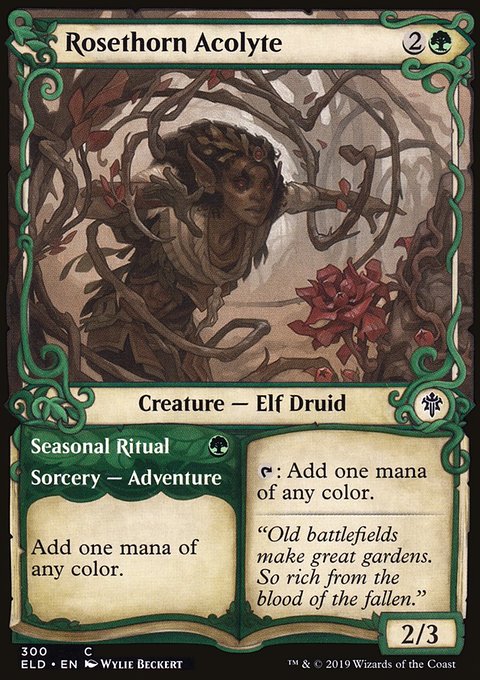 Rosethorn Acolyte 2
Creature — Elf Druid
Seasonal Ritual
Sorcery — Adventure
Add one mana of
any color.
: Add one mana
of any color.
“Old battlefields
make great gardens.
So rich from the
blood of the fallen.”
2/3
300 C
ELD • EN Wylie Beckert
™ & © 2019 Wizards of the Coast